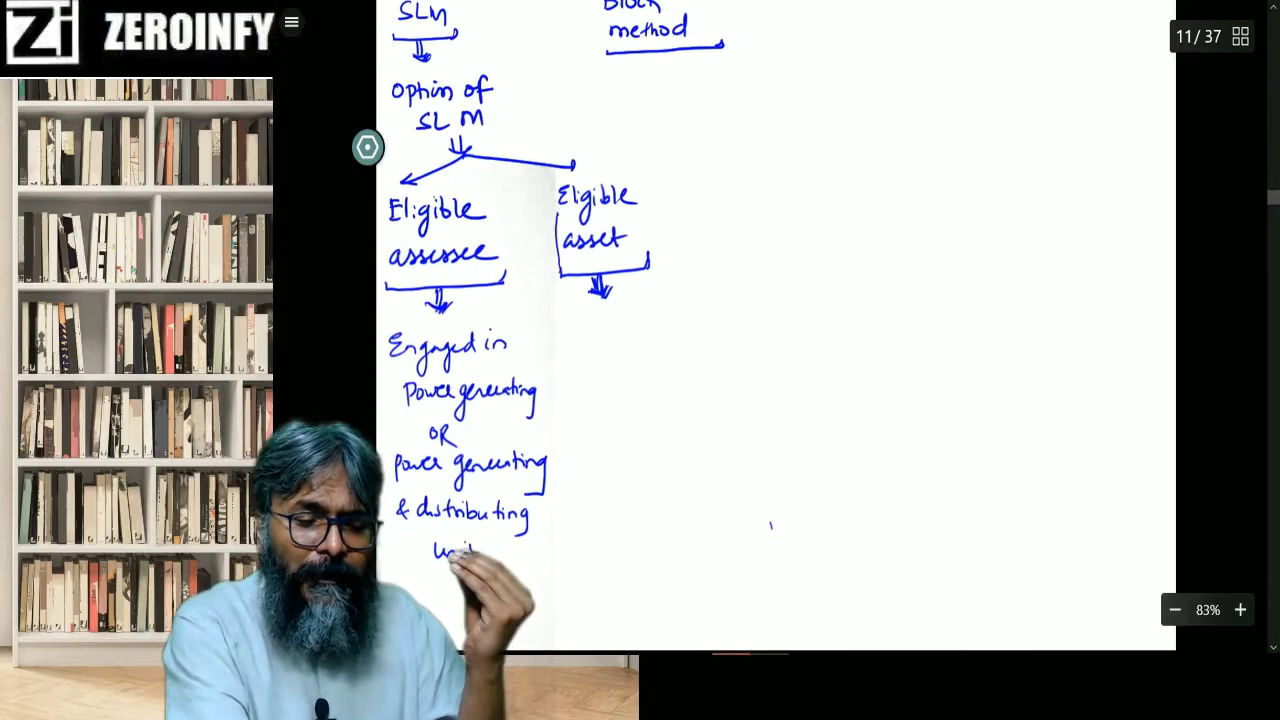 Zi ZEROINFY
11 / 37
SLM
Block
method
Option of
SLM
Eligible
assessee
Eligible
asset
Engaged in
Power generating
OR
Power generating
& distributing
Unit
83%